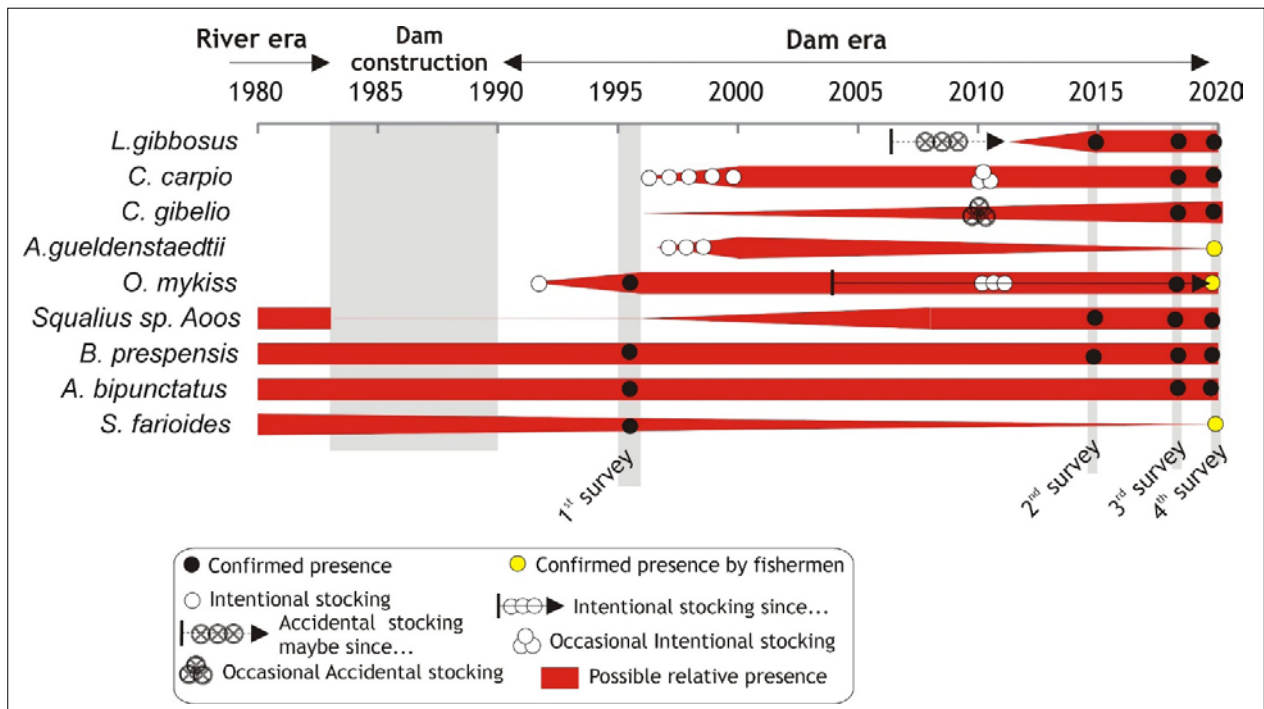 River era
Dam construction
Dam era
1980 1985 1990 1995 2000 2005 2010 2015 2020
L.gibbosus
C. carpio
C. gibelio
A.gueldenstaedtii
O. mykiss
Squalius sp. Aoos
B. prespensis
A. bipunctatus
S. farioides
1st survey
2nd survey
3rd survey
4th survey
Confirmed presence
Confirmed presence by fishermen
Intentional stocking
Intentional stocking since...
Accidental stocking
maybe since...
Occasional Intentional stocking
Occasional Accidental stocking
Possible relative presence